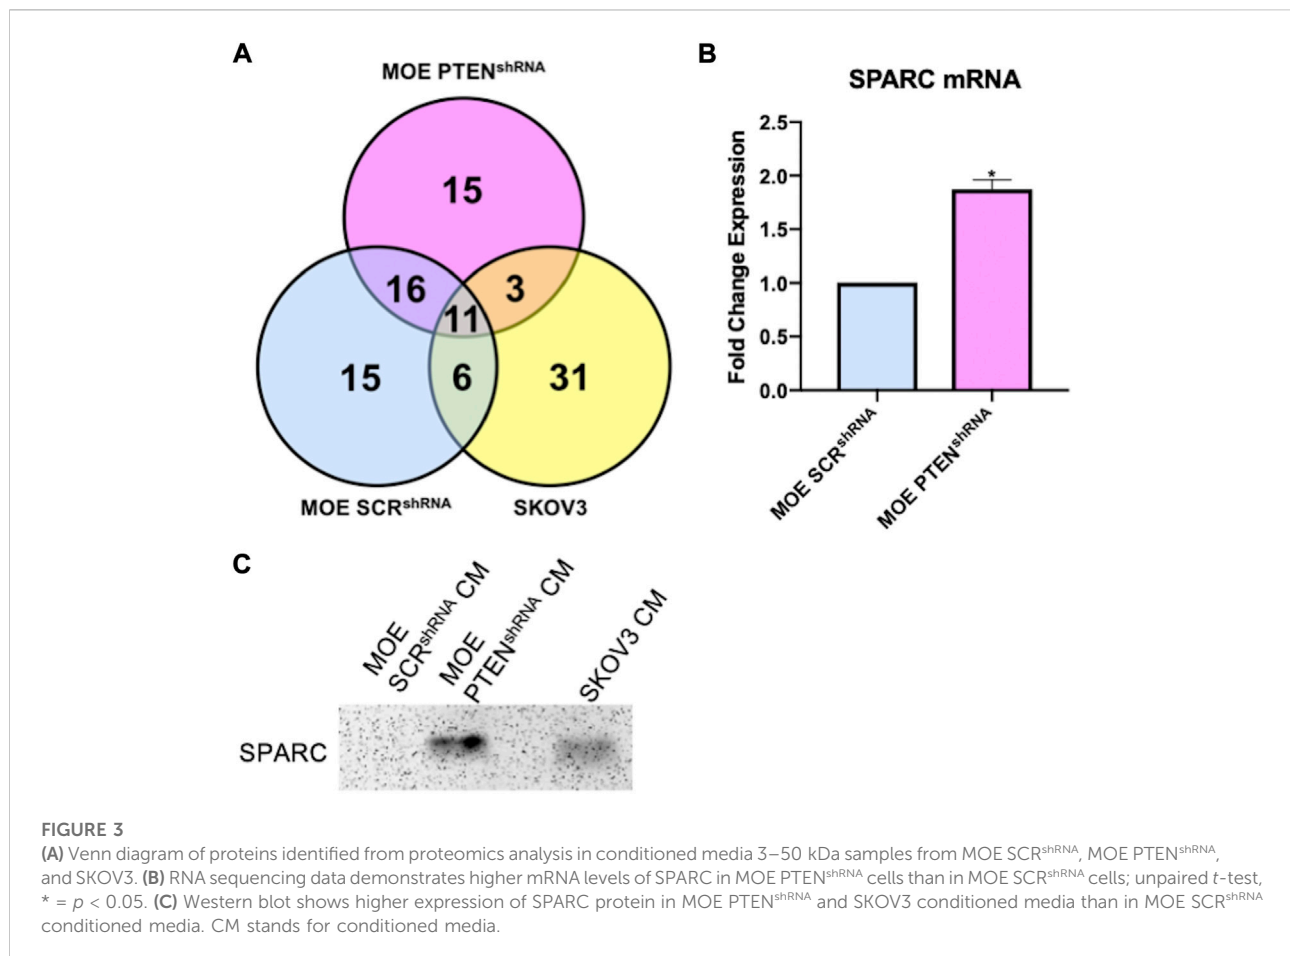 A
MOE PTENshRNA
15
16
3
11
15
6
31
MOE SCRshRNA
SKOV3
B
SPARC mRNA
Fold Change Expression
2.5
2.0
1.5
1.0
0.5
0.0
*
MOE SCRshRNA
MOE PTENshRNA
C
MOE
SCRshRNA CM
MOE
PTENshRNA CM
SKOV3 CM
SPARC
FIGURE 3
(A) Venn diagram of proteins identified from proteomics analysis in conditioned media 3–50 kDa samples from MOE SCRshRNA, MOE PTENshRNA,
and SKOV3. (B) RNA sequencing data demonstrates higher mRNA levels of SPARC in MOE PTENshRNA cells than in MOE SCRshRNA cells; unpaired t-test,
* = p < 0.05. (C) Western blot shows higher expression of SPARC protein in MOE PTENshRNA and SKOV3 conditioned media than in MOE SCRshRNA
conditioned media. CM stands for conditioned media.